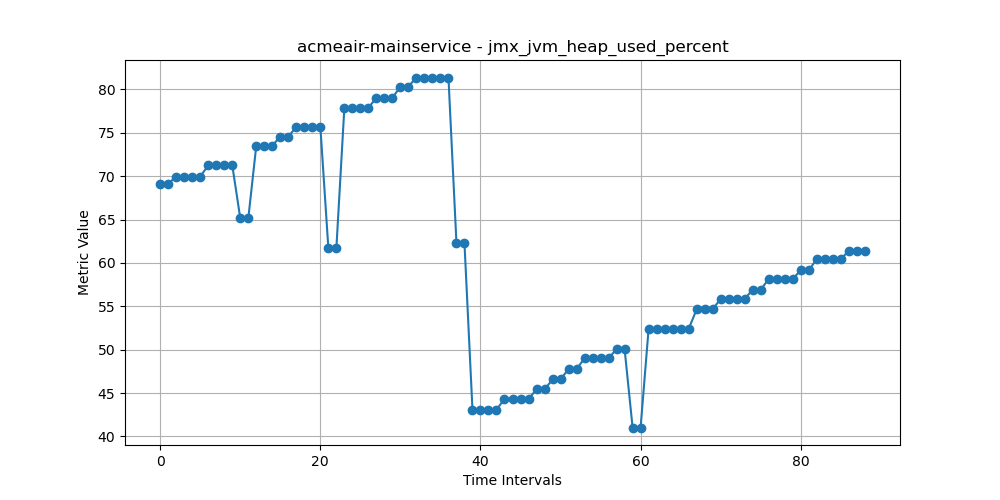 acmeair-mainservice - jmx_jvm_heap_used_percent
80
75
70
65
60
55
50
45
40
Metric Value
0 20 40 60 80
Time Intervals